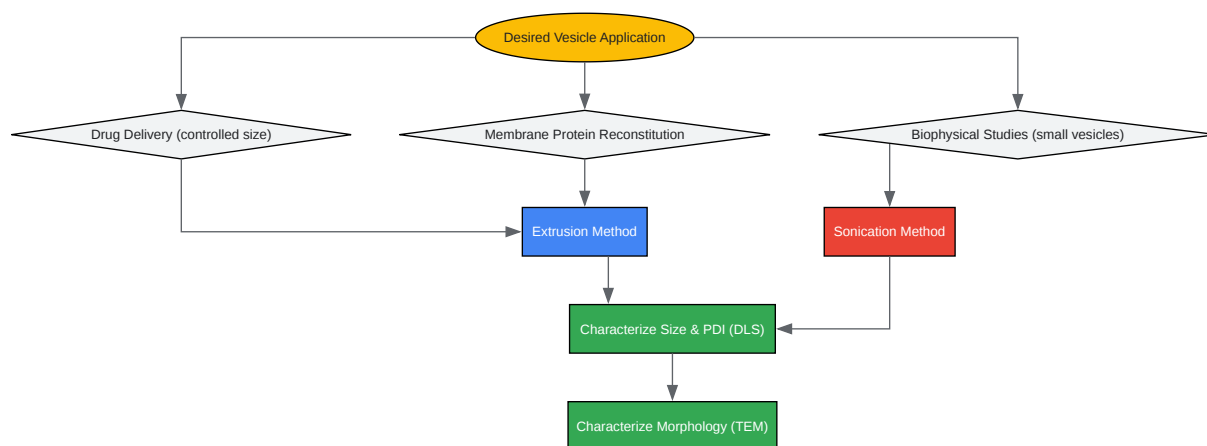 Desired Vesicle Application
Drug Delivery (controlled size)
Membrane Protein Reconstitution
Biophysical Studies (small vesicles)
Extrusion Method
Sonication Method
Characterize Size & PDI (DLS)
Characterize Morphology (TEM)